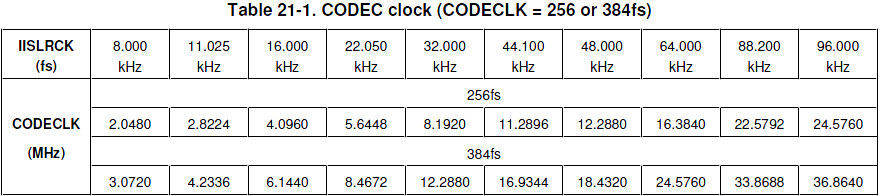 Table 21-1. CODEC clock (CODECLK = 256 or 384fs)
IISLRCK (fs) 8.000 kHz 11.025 kHz 16.000 kHz 22.050 kHz 32.000 kHz 44.100 kHz 48.000 kHz 64.000 kHz 88.200 kHz 96.000 kHz
256fs
CODECLK (MHz) 2.0480 2.8224 4.0960 5.6448 8.1920 11.2896 12.2880 16.3840 22.5792 24.5760
384fs
3.0720 4.2336 6.1440 8.4672 12.2880 16.9344 18.4320 24.5760 33.8688 36.8640